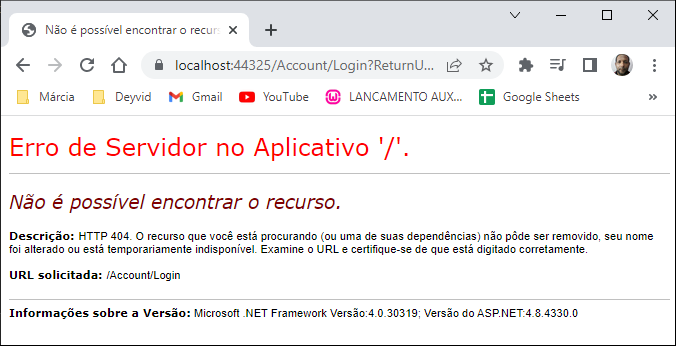 Não é possível encontrar o recurs
localhost:44325/Account/Login?ReturnU...
Márcia Deyvid Gmail YouTube LANCAMENTO AUX... Google Sheets »
Erro de Servidor no Aplicativo '/'.
Não é possível encontrar o recurso.
Descrição: HTTP 404. O recurso que você está procurando (ou uma de suas dependências) não pôde ser removido, seu nome
foi alterado ou está temporariamente indisponível. Examine o URL e certifique-se de que está digitado corretamente.
URL solicitada: /Account/Login
Informações sobre a Versão: Microsoft .NET Framework Versão:4.0.30319; Versão do ASP.NET:4.8.4330.0